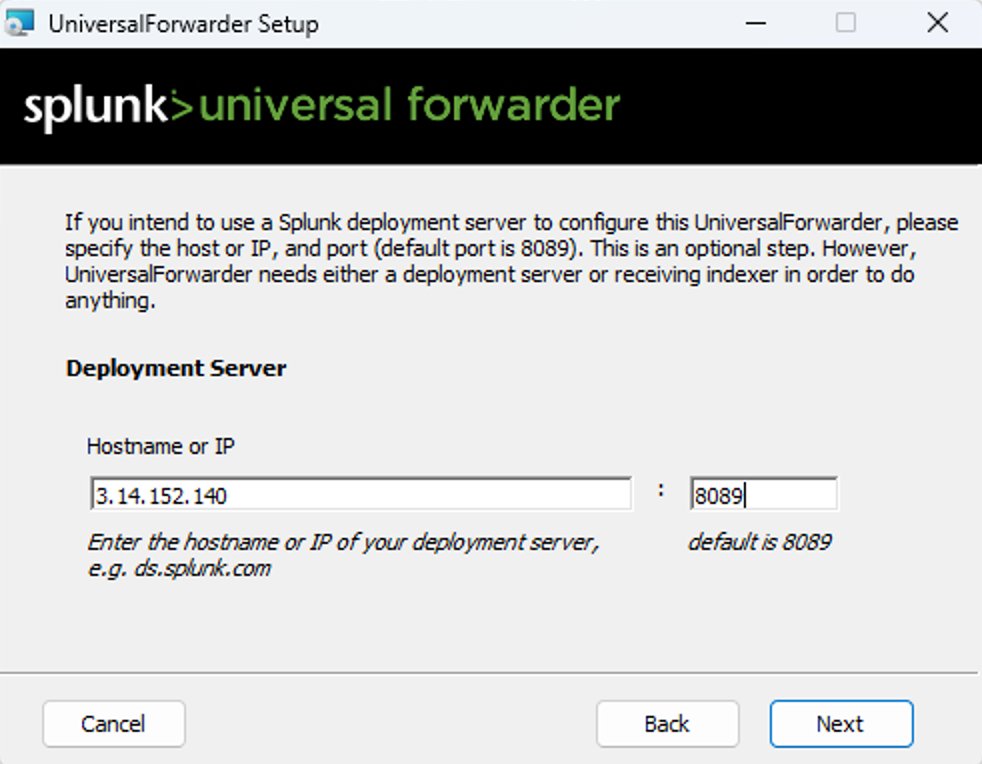 UniversalForwarder Setup
splunk>universal forwarder
If you intend to use a Splunk deployment server to configure this UniversalForwarder, please
specify the host or IP, and port (default port is 8089). This is an optional step. However,
UniversalForwarder needs either a deployment server or receiving indexer in order to do
anything.
Deployment Server
Hostname or IP
3.14.152.140 : 8089
Enter the hostname or IP of your deployment server, default is 8089
e.g. ds.splunk.com
Cancel Back Next